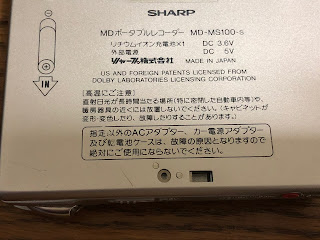 SHARP
MDポータブルレコーダー MD-MS100-S
リチウムイオン充電池×1 DC 3.6V
外部電源 DC 5V
シャープ株式会社 MADE IN JAPAN
US AND FOREIGN PATENTS LICENSED FROM
DOLBY LABORATORIES LICENSING CORPORATION
IN
〔高温にご注意〕
直射日光が長時間当たる場所(特に密閉した自動車内等)や、
暖房器具の近くには放置しないでください。(キャビネットが
変形・変色したり、故障したりすることがあります。)
指定以外のACアダプター、カー電源アダプター
及び乾電池ケースは、故障の原因となりますので
絶対にご使用にならないでください。